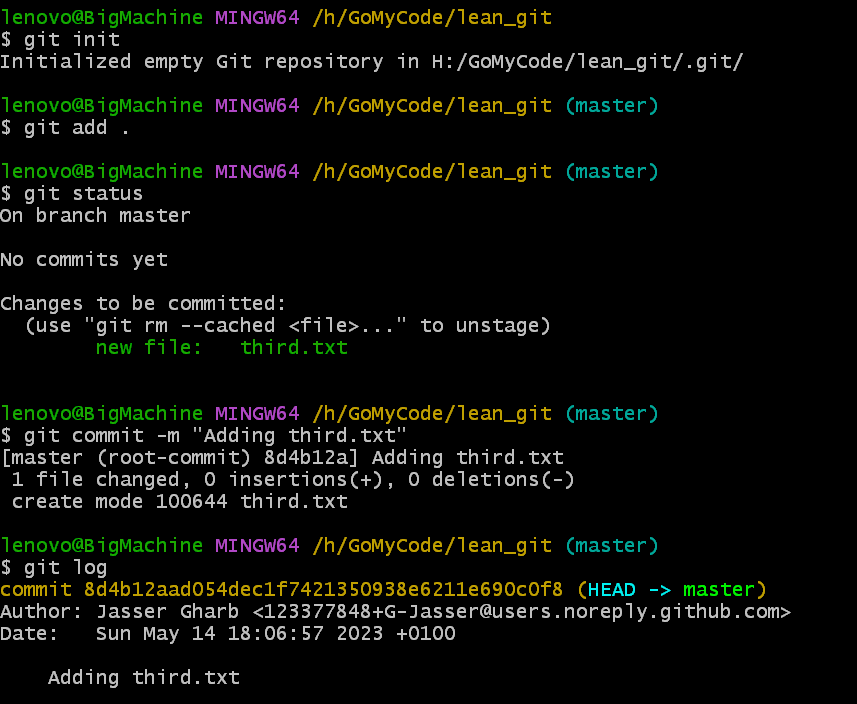 lenovo@BigMachine MINGW64 /h/GoMyCode/lean_git
$ git init
Initialized empty Git repository in H:/GoMyCode/lean_git/.git/
lenovo@BigMachine MINGW64 /h/GoMyCode/lean_git (master)
$ git add .
lenovo@BigMachine MINGW64 /h/GoMyCode/lean_git (master)
$ git status
On branch master
No commits yet
Changes to be committed:
  (use "git rm --cached <file>..." to unstage)
        new file:   third.txt
lenovo@BigMachine MINGW64 /h/GoMyCode/lean_git (master)
$ git commit -m "Adding third.txt"
[master (root-commit) 8d4b12a] Adding third.txt
 1 file changed, 0 insertions(+), 0 deletions(-)
 create mode 100644 third.txt
lenovo@BigMachine MINGW64 /h/GoMyCode/lean_git (master)
$ git log
commit 8d4b12aad054dec1f7421350938e6211e690c0f8 (HEAD -> master)
Author: Jasser Gharb <123377848+G-Jasser@users.noreply.github.com>
Date:   Sun May 14 18:06:57 2023 +0100
    Adding third.txt